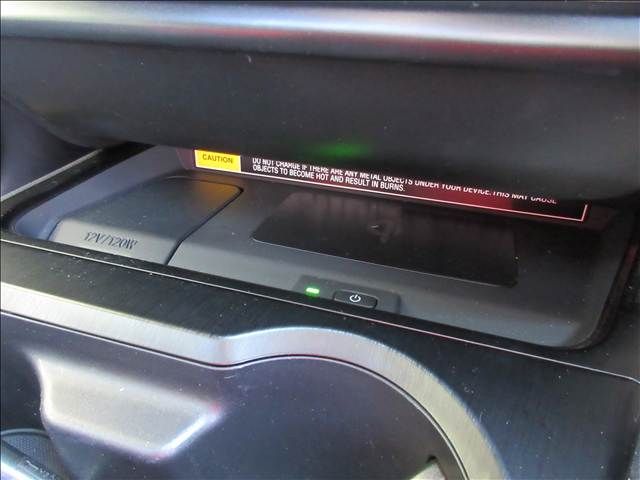 CAUTION
DO NOT CHARGE IF THERE ARE ANY METAL OBJECTS UNDER YOUR DEVICE. THIS MAY CAUSE
OBJECTS TO BECOME HOT AND RESULT IN BURNS.
12V/120W